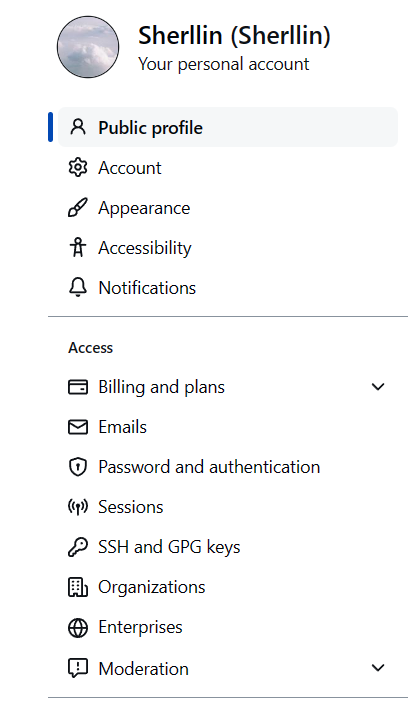 Sherllin (Sherllin)
Your personal account
Public profile
Account
Appearance
Accessibility
Notifications
Access
Billing and plans
Emails
Password and authentication
Sessions
SSH and GPG keys
Organizations
Enterprises
Moderation